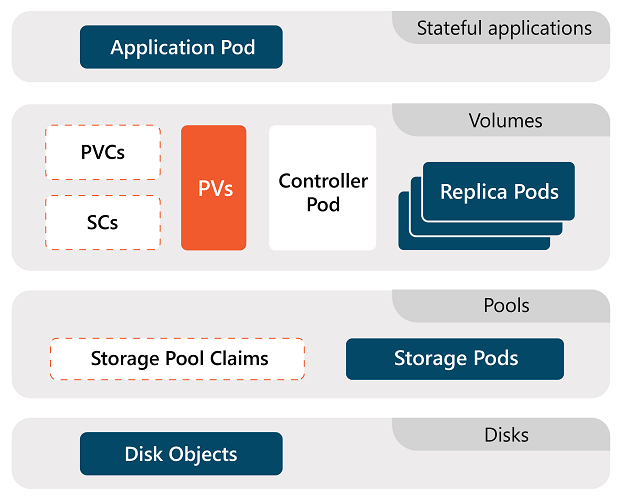 Stateful applications
Application Pod
Volumes
PVCs
SCs
PVs
Controller
Pod
Replica Pods
Pools
Storage Pool Claims
Storage Pods
Disks
Disk Objects